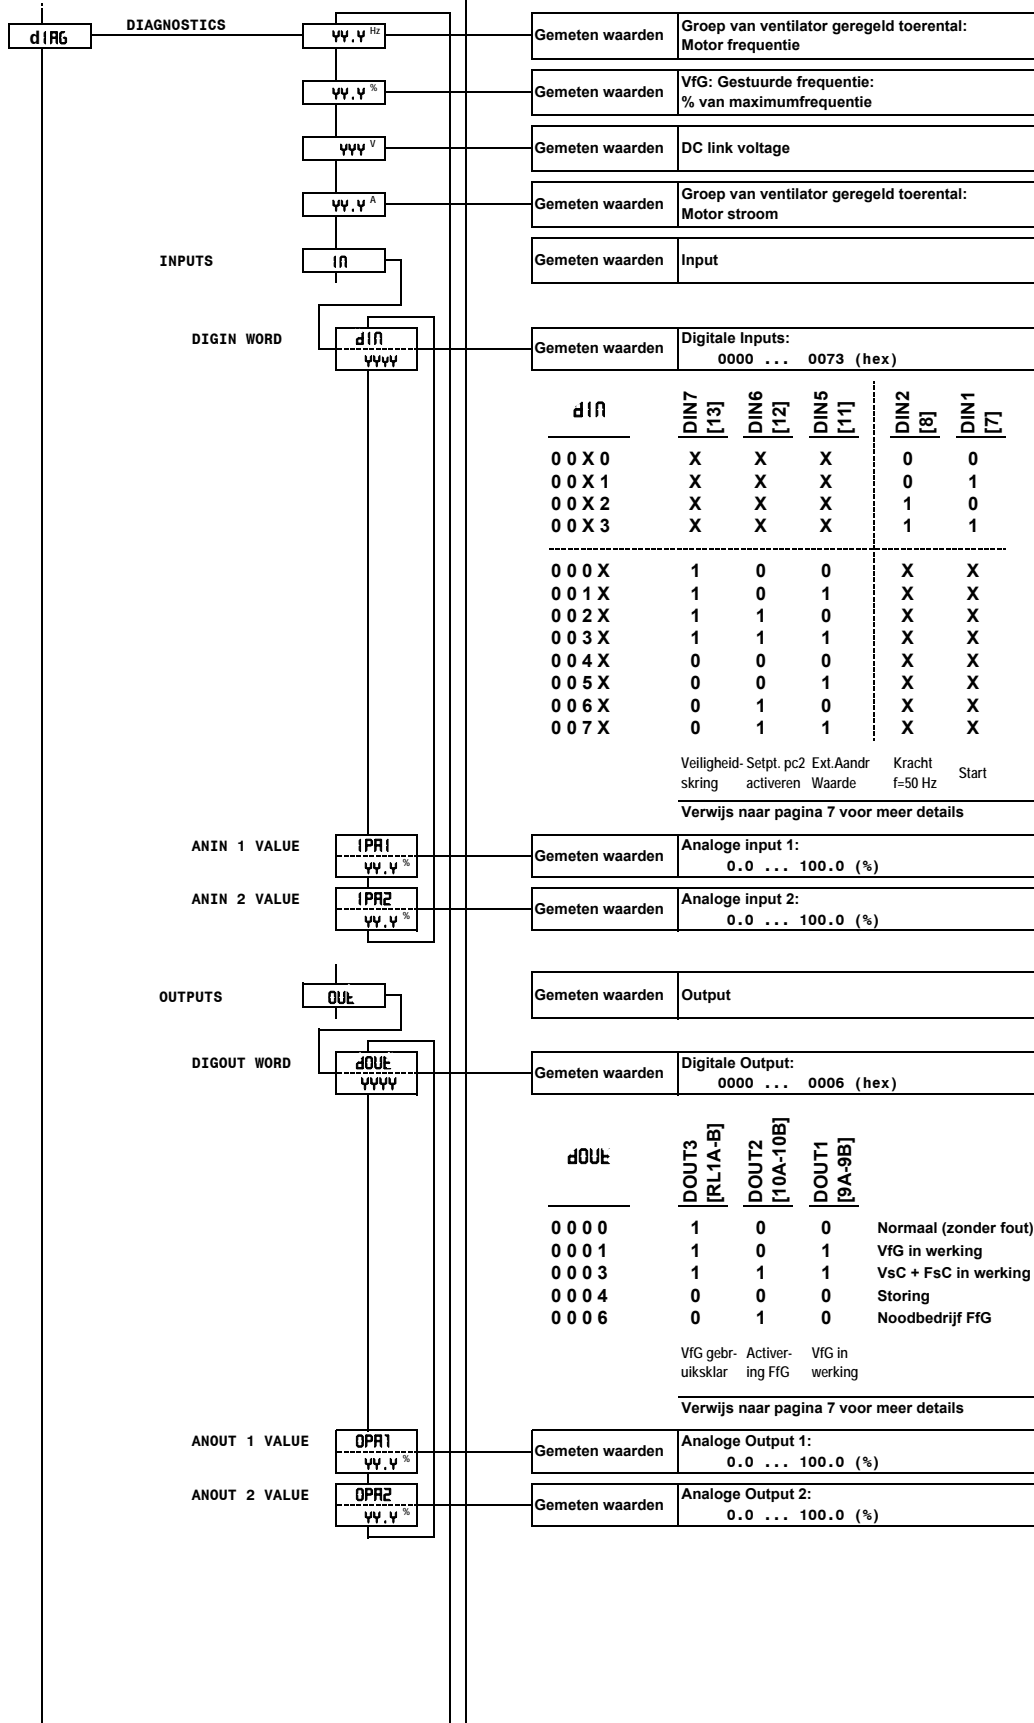 dIAG
DIAGNOSTICS
YY.Y Hz
Gemeten waarden
Groep van ventilator geregeld toerental:
Motor frequentie
YY.Y %
Gemeten waarden
VfG: Gestuurde frequentie:
% van maximumfrequentie
YYY V
Gemeten waarden
DC link voltage
YY.Y A
Gemeten waarden
Groep van ventilator geregeld toerental:
Motor stroom
INPUTS
In
Gemeten waarden
Input
DIGIN WORD
dIn
YYYY
Gemeten waarden
Digitale Inputs:
0000 ... 0073 (hex)
dIn DIN7 [13] DIN6 [12] DIN5 [11] DIN2 [8] DIN1 [7]
0 0 X 0 X X X 0 0
0 0 X 1 X X X 0 1
0 0 X 2 X X X 1 0
0 0 X 3 X X X 1 1
0 0 0 X 1 0 0 X X
0 0 1 X 1 0 1 X X
0 0 2 X 1 1 0 X X
0 0 3 X 1 1 1 X X
0 0 4 X 0 0 0 X X
0 0 5 X 0 0 1 X X
0 0 6 X 0 1 0 X X
0 0 7 X 0 1 1 X X
Veiligheid- Setpt. pc2 Ext.Aandr Kracht Start
skring activeren Waarde f=50 Hz
Verwijs naar pagina 7 voor meer details
ANIN 1 VALUE
IPA1
YY.Y %
Gemeten waarden
Analoge input 1:
0.0 ... 100.0 (%)
ANIN 2 VALUE
IPA2
YY.Y %
Gemeten waarden
Analoge input 2:
0.0 ... 100.0 (%)
OUTPUTS
OUt
Gemeten waarden
Output
DIGOUT WORD
dOUt
YYYY
Gemeten waarden
Digitale Output:
0000 ... 0006 (hex)
dOUt DOUT3 [RL1A-B] DOUT2 [10A-10B] DOUT1 [9A-9B]
0 0 0 0 1 0 0 Normaal (zonder fout)
0 0 0 1 1 0 1 VfG in werking
0 0 0 3 1 1 1 VsC + FsC in werking
0 0 0 4 0 0 0 Storing
0 0 0 6 0 1 0 Noodbedrijf FfG
VfG gebr- Activer- VfG in
uiksklar ing FfG werking
Verwijs naar pagina 7 voor meer details
ANOUT 1 VALUE
OPA1
YY.Y %
Gemeten waarden
Analoge Output 1:
0.0 ... 100.0 (%)
ANOUT 2 VALUE
OPA2
YY.Y %
Gemeten waarden
Analoge Output 2:
0.0 ... 100.0 (%)